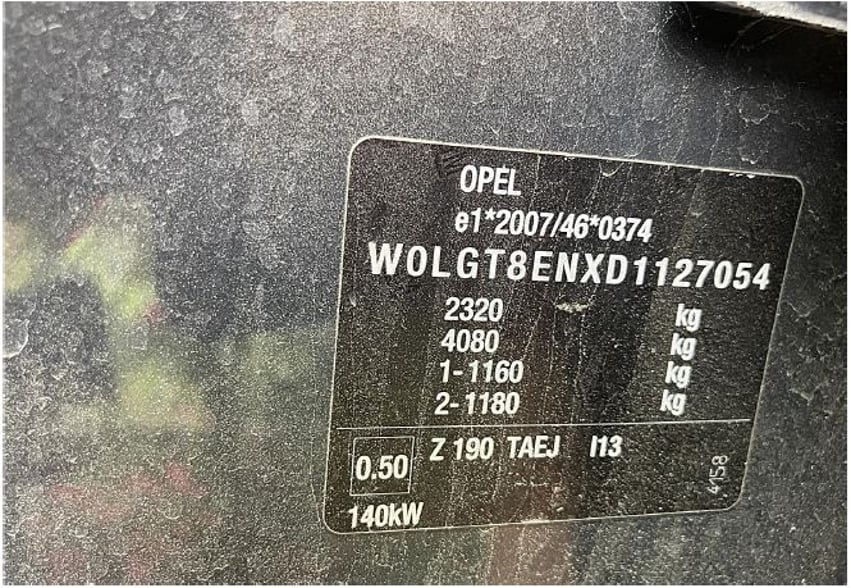 OPEL
e1*2007/46*0374
W0LGT8ENXD1127054
2320 kg
4080 kg
1-1160 kg
2-1180 kg
0.50 Z 190 TAEJ I13
4158
140kW